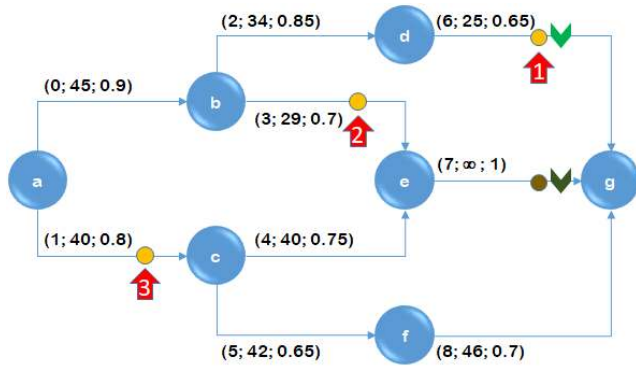 (2; 34; 0.85)
d
(6; 25; 0.65)
1
(0; 45; 0.9)
b
(3; 29; 0.7)
2
a
e
(7; ∞; 1)
g
(1; 40; 0.8)
3
c
(4; 40; 0.75)
(5; 42; 0.65)
f
(8; 46; 0.7)